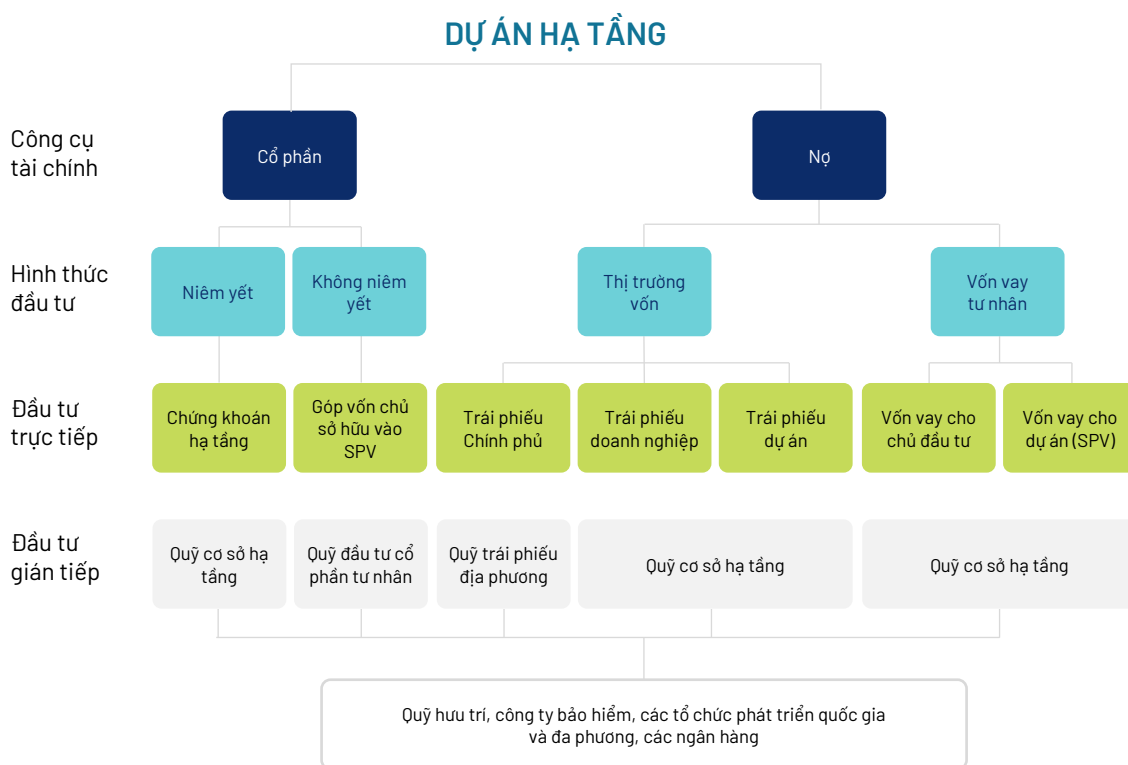 DỰ ÁN HẠ TẦNG
Công cụ
tài chính
Cổ phần
Nợ
Hình thức
đầu tư
Niêm yết
Không niêm
yết
Thị trường
vốn
Vốn vay
tư nhân
Đầu tư
trực tiếp
Chứng khoán
hạ tầng
Góp vốn chủ
sở hữu vào
SPV
Trái phiếu
Chính phủ
Trái phiếu
doanh nghiệp
Trái phiếu
dự án
Vốn vay cho
chủ đầu tư
Vốn vay cho
dự án (SPV)
Đầu tư
gián tiếp
Quỹ cơ sở hạ
tầng
Quỹ đầu tư cổ
phần tư nhân
Quỹ trái phiếu
địa phương
Quỹ cơ sở hạ tầng
Quỹ cơ sở hạ tầng
Quỹ hưu trí, công ty bảo hiểm, các tổ chức phát triển quốc gia
và đa phương, các ngân hàng